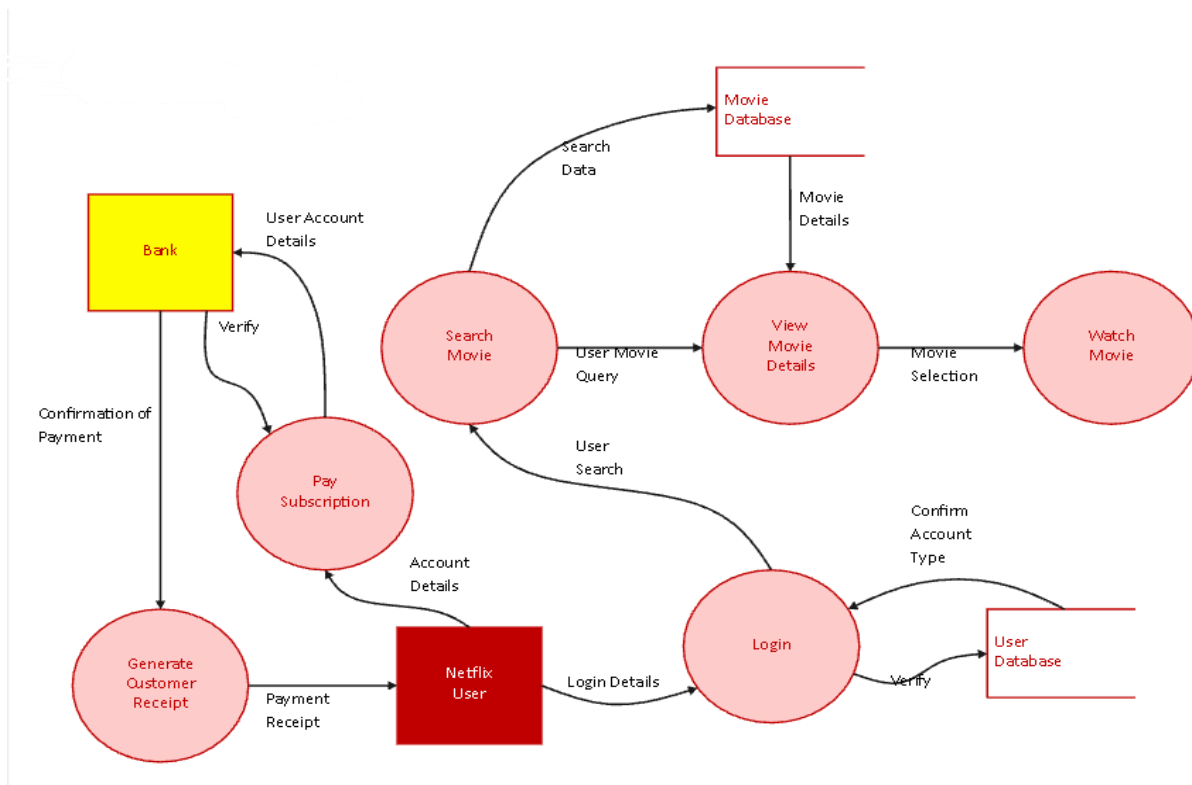 Movie
Database
Search
Data
Movie
Details
User Account
Details
Bank
Verify
Search
Movie
User Movie
Query
View
Movie
Details
Movie
Selection
Watch
Movie
Confirmation of
Payment
Pay
Subscription
User
Search
Confirm
Account
Type
Account
Details
Generate
Customer
Receipt
Payment
Receipt
Netflix
User
Login Details
Login
Verify
User
Database